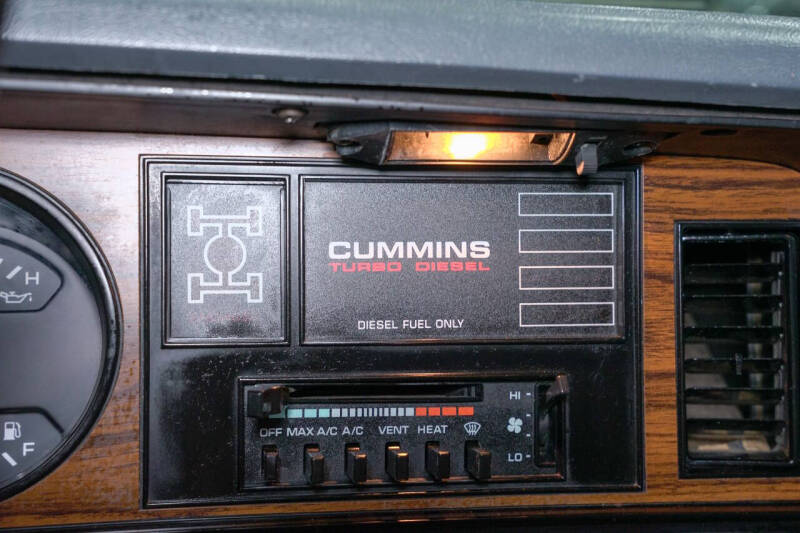 CUMMINS
TURBO DIESEL
DIESEL FUEL ONLY
H
F
HI
OFF MAX A/C A/C VENT HEAT
LO